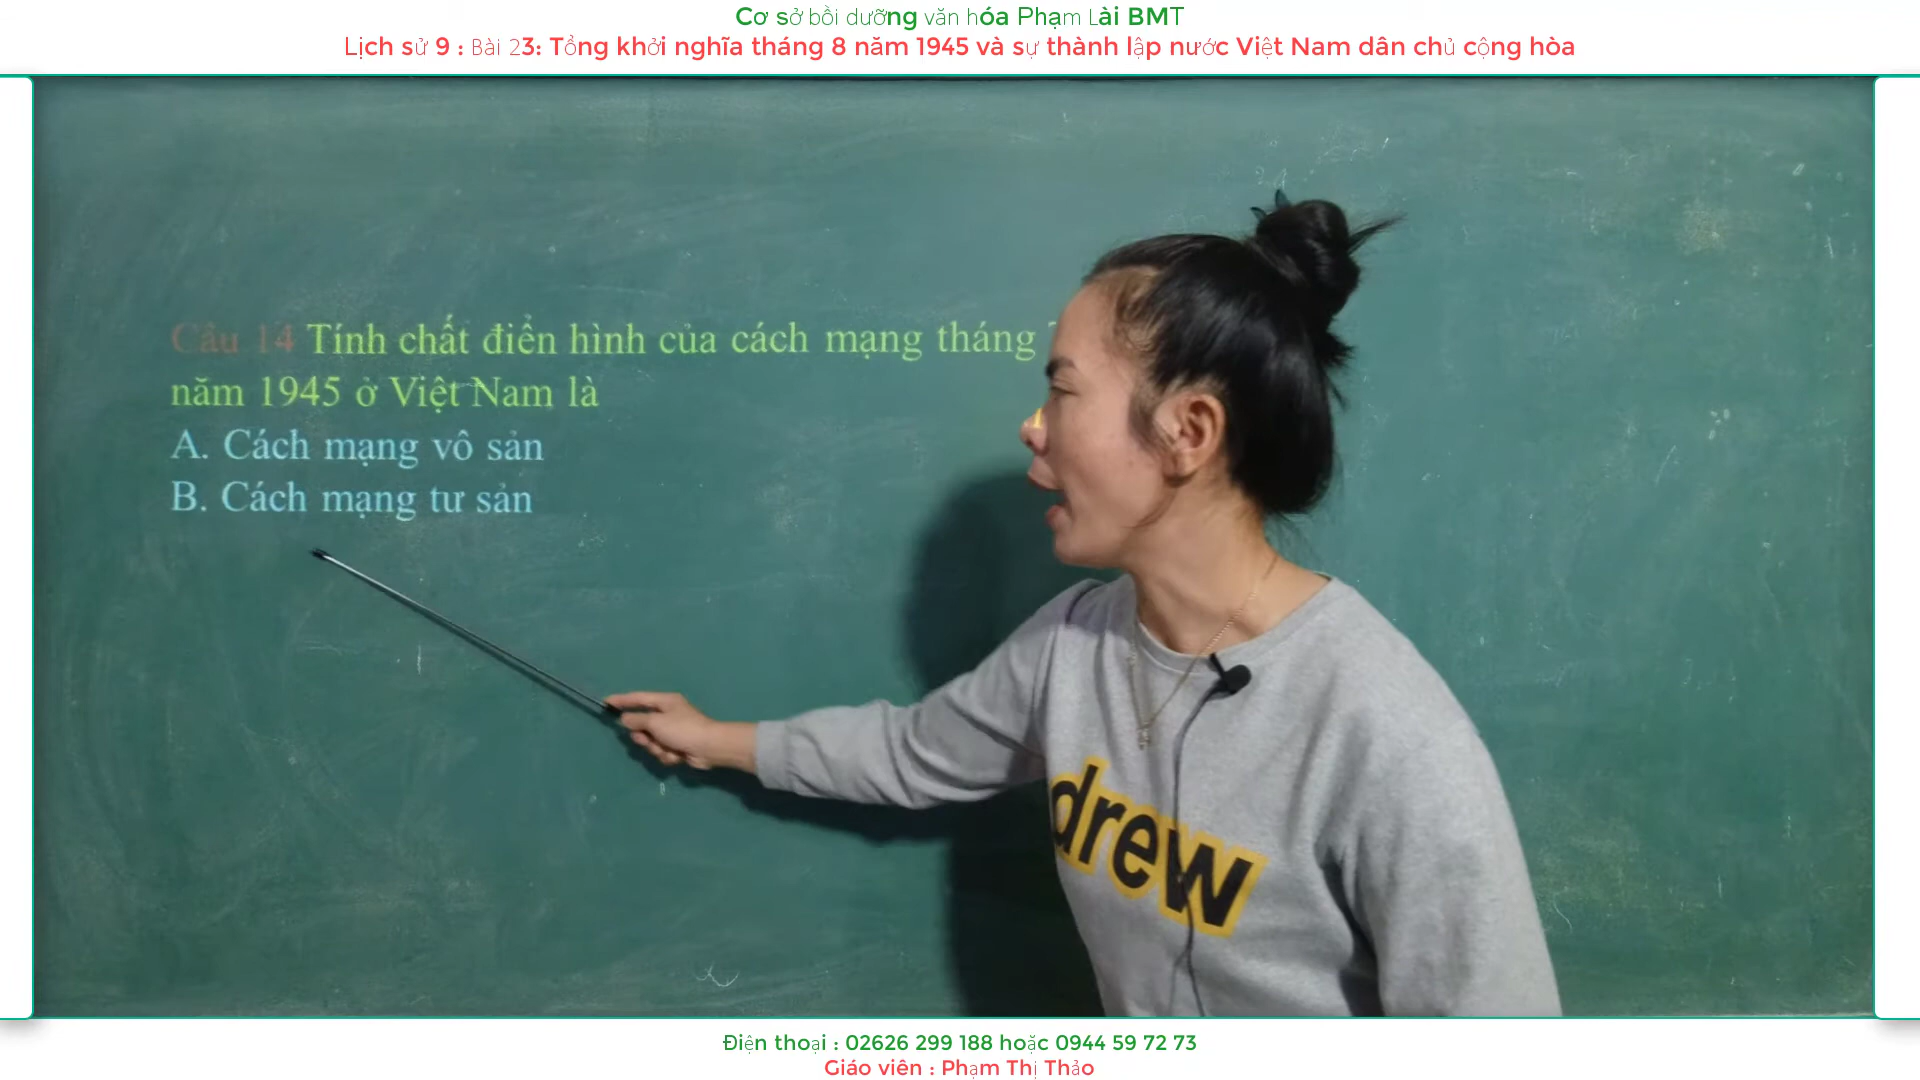 Cơ sở bồi dưỡng văn hóa Phạm Lài BMT
Lịch sử 9 : Bài 23: Tổng khởi nghĩa tháng 8 năm 1945 và sự thành lập nước Việt Nam dân chủ cộng hòa
Câu 14 Tính chất điển hình của cách mạng tháng
năm 1945 ở Việt Nam là
A. Cách mạng vô sản
B. Cách mạng tư sản
drew
Điện thoại : 02626 299 188 hoặc 0944 59 72 73
Giáo viên : Phạm Thị Thảo